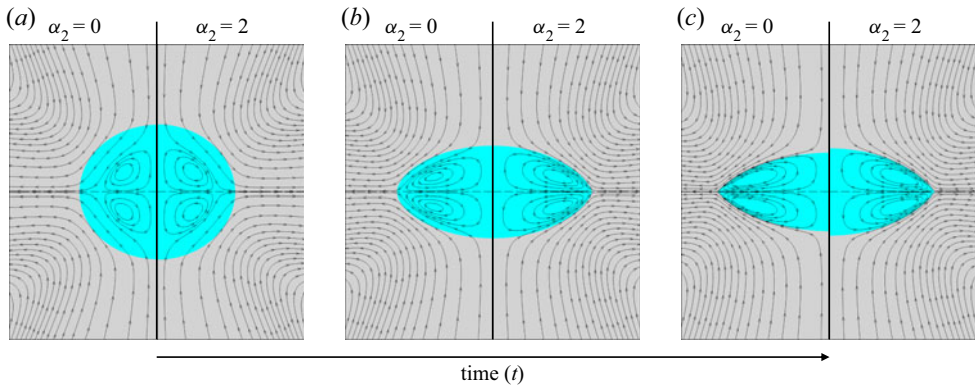 (a)
α₂ = 0
α₂ = 2
(b)
α₂ = 0
α₂ = 2
(c)
α₂ = 0
α₂ = 2
time (t)